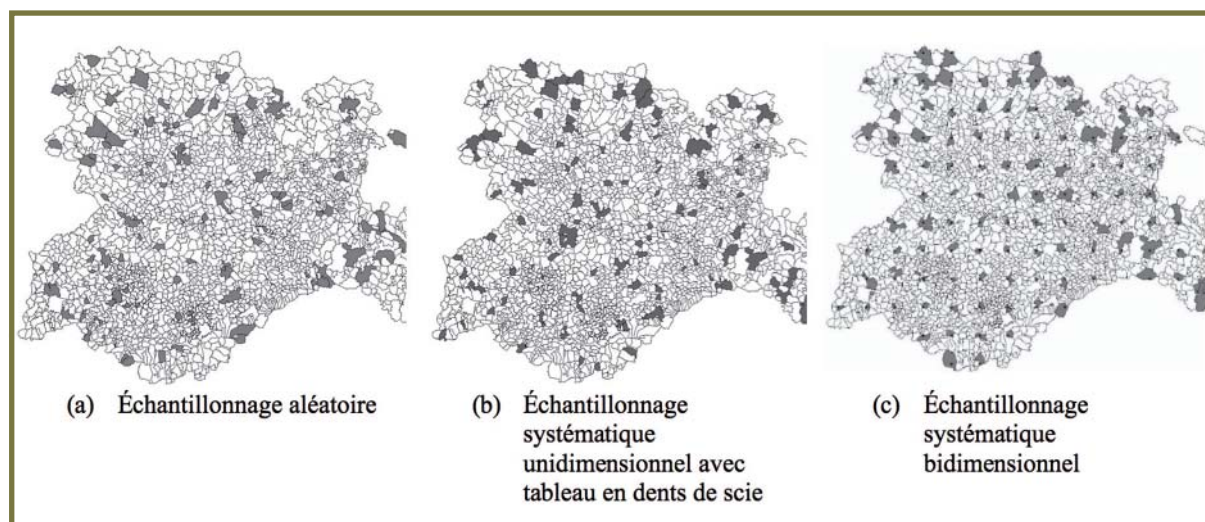 (a) Échantillonnage aléatoire
(b) Échantillonnage
systématique
unidimensionnel avec
tableau en dents de scie
(c) Échantillonnage
systématique
bidimensionnel